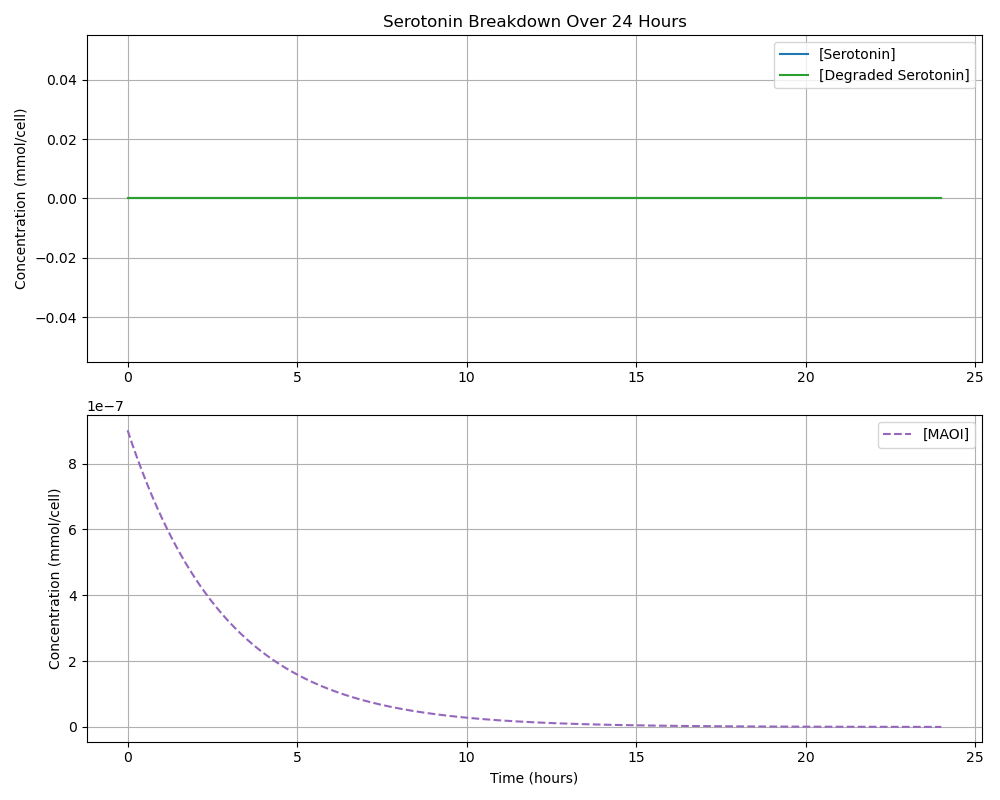 Serotonin Breakdown Over 24 Hours
[Serotonin]
[Degraded Serotonin]
Concentration (mmol/cell)
0.04
0.02
0.00
−0.02
−0.04
0 5 10 15 20 25
1e−7
[MAOI]
Concentration (mmol/cell)
8
6
4
2
0
0 5 10 15 20 25
Time (hours)